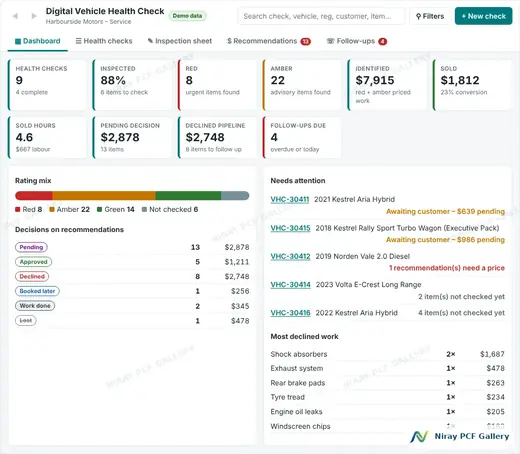 Digital Vehicle Health Check
Demo data
Harbourside Motors – Service
Search check, vehicle, reg, customer, item...
Filters
+ New check
Dashboard
Health checks
Inspection sheet
$ Recommendations 13
Follow-ups 4
HEALTH CHECKS
9
4 complete
INSPECTED
88%
6 items to check
RED
8
urgent items found
AMBER
22
advisory items found
IDENTIFIED
$7,915
red + amber priced work
SOLD
$1,812
23% conversion
SOLD HOURS
4.6
$667 labour
PENDING DECISION
$2,878
13 items
DECLINED PIPELINE
$2,748
8 items to follow up
FOLLOW-UPS DUE
4
overdue or today
Rating mix
Red 8 Amber 22 Green 14 Not checked 6
Decisions on recommendations
Pending 13 $2,878
Approved 5 $1,211
Declined 8 $2,748
Booked later 1 $256
Work done 2 $345
Lost 1 $478
Needs attention
VHC-30411 2021 Kestrel Aria Hybrid
Awaiting customer – $639 pending
VHC-30415 2018 Kestrel Rally Sport Turbo Wagon (Executive Pack)
Awaiting customer – $986 pending
VHC-30412 2019 Norden Vale 2.0 Diesel
1 recommendation(s) need a price
VHC-30414 2023 Volta E-Crest Long Range
2 item(s) not checked yet
VHC-30416 2022 Kestrel Aria Hybrid 4 item(s) not checked yet
Most declined work
Shock absorbers 2× $1,687
Exhaust system 1× $478
Rear brake pads 1× $263
Tyre tread 1× $234
Engine oil leaks 1× $205
Windscreen chips 1×
Niray PCF Gallery